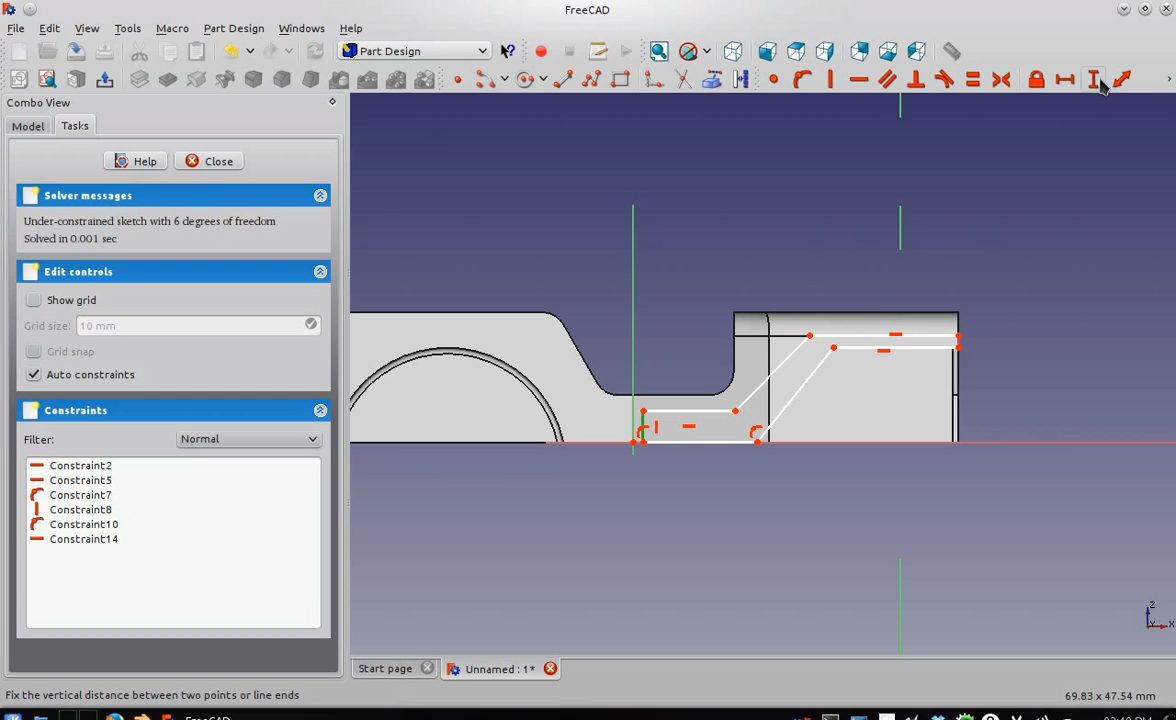 FreeCAD
File Edit View Tools Macro Part Design Windows Help
Part Design
Combo View
Model Tasks
Help Close
Solver messages
Under-constrained sketch with 6 degrees of freedom
Solved in 0.001 sec
Edit controls
Show grid
Grid size: 10 mm
Grid snap
Auto constraints
Constraints
Filter: Normal
Constraint2
Constraint5
Constraint7
Constraint8
Constraint10
Constraint14
Z
Y X
Start page Unnamed : 1*
Fix the vertical distance between two points or line ends 69.83 x 47.54 mm
FreeCAD